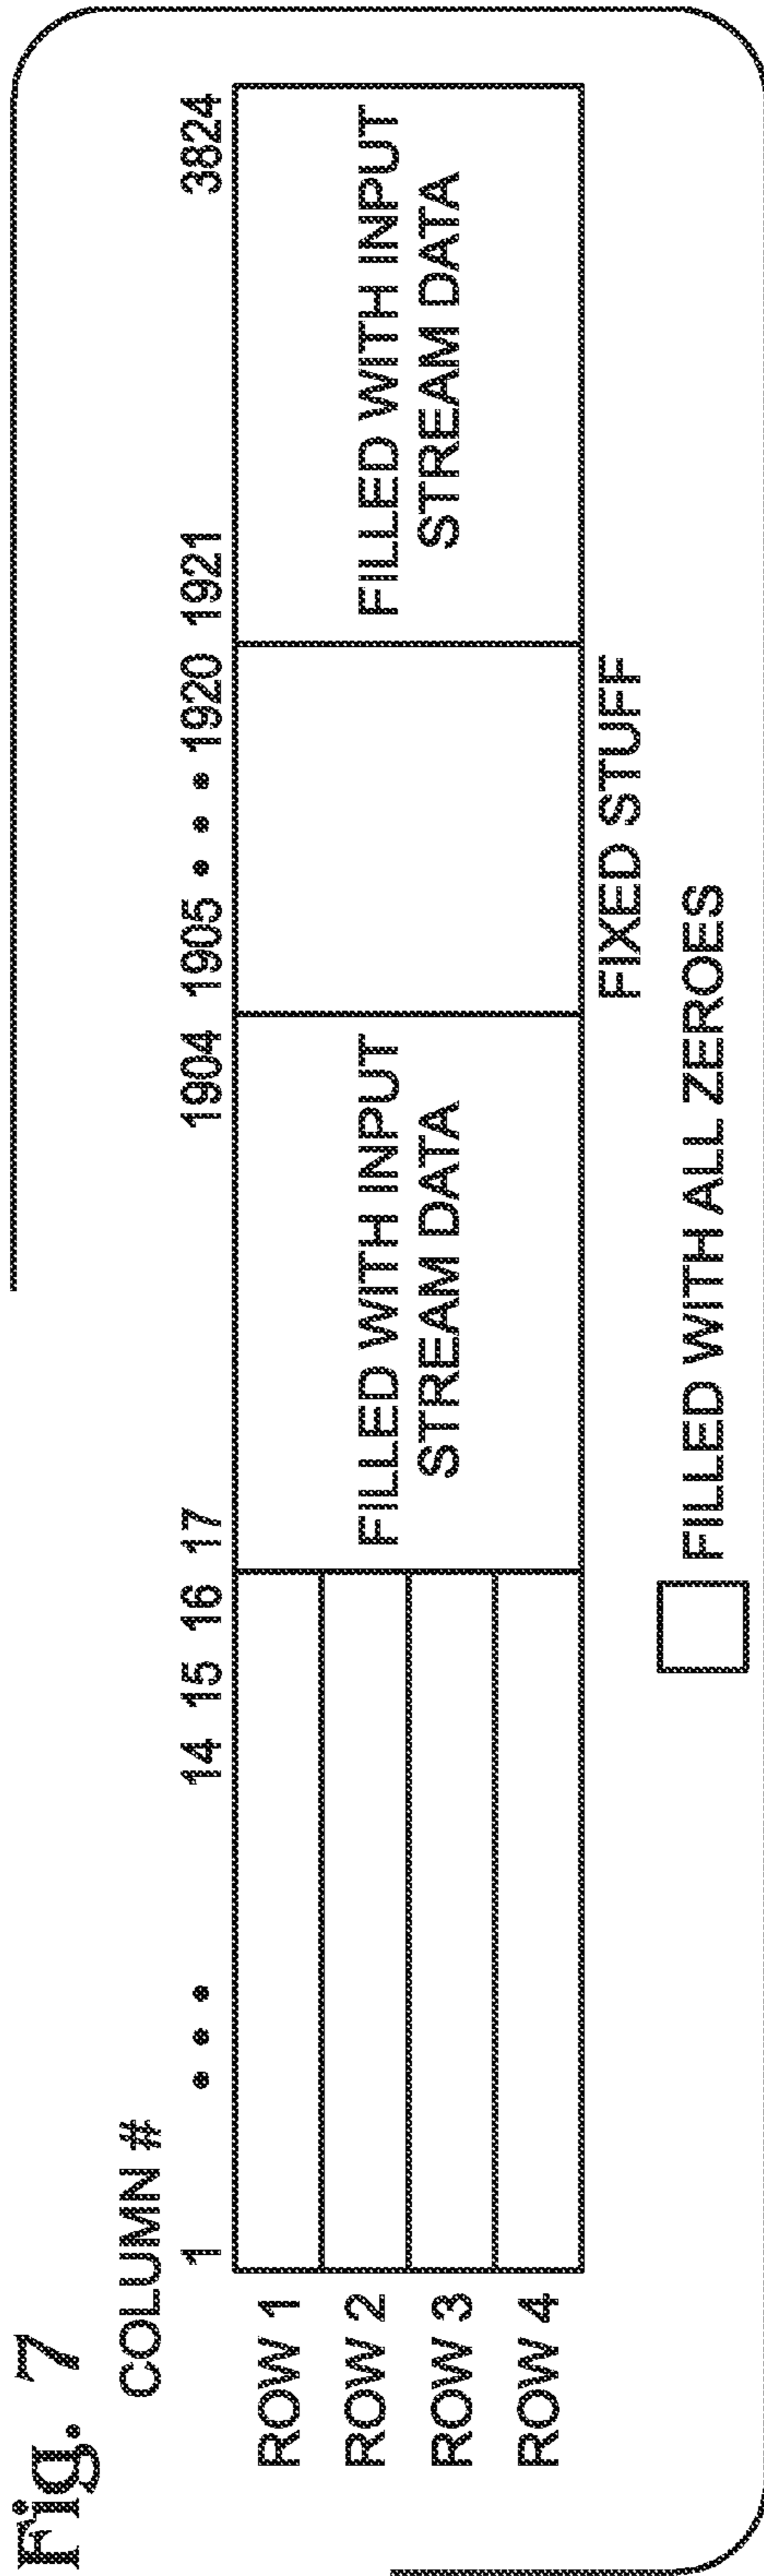 Fig. 7
COLUMN #
1 • • • 14 15 16 17 1904 1905 • • • 1920 1921 3824
ROW 1
ROW 2
ROW 3
ROW 4
FILLED WITH INPUT
STREAM DATA
FILLED WITH INPUT
STREAM DATA
FIXED STUFF
FILLED WITH ALL ZEROES